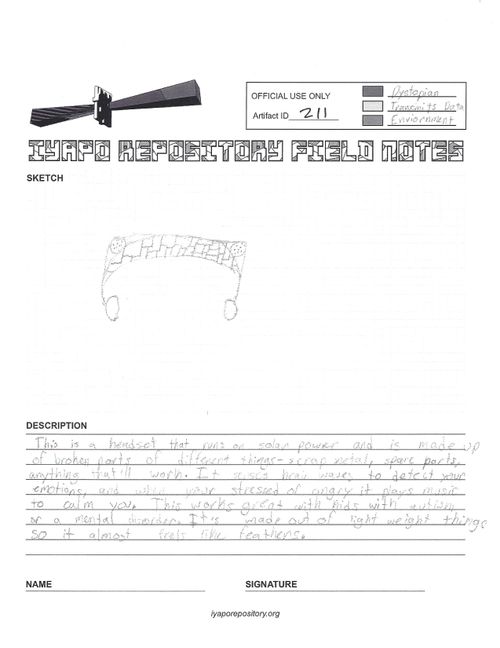 OFFICIAL USE ONLY
Artifact ID 211
Dystopian
Transmits Data
Enviornment
IYAPO REPOSITORY FIELD NOTES
SKETCH
DESCRIPTION
This is a headset that runs on solar power and is made up
of broken parts of different things - scrap metal, spare parts,
anything that'll work. It uses brain waves to detect your
emotions, and when your stressed or angry it plays music
to calm you. This works great with kids with autism
or a mental disorder. It's made out of light weight things
so it almost feels like feathers.
NAME
SIGNATURE
iyaporepository.org